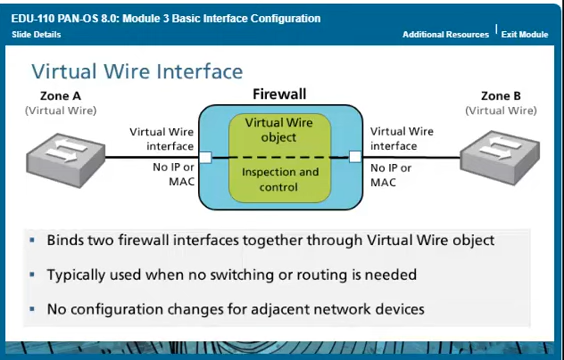 EDU-110 PAN-OS 8.0: Module 3 Basic Interface Configuration
Slide Details
Additional Resources | Exit Module
Virtual Wire Interface
Zone A
(Virtual Wire)
Firewall
Zone B
(Virtual Wire)
Virtual Wire
interface
No IP or
MAC
Virtual Wire
object
Inspection and
control
Virtual Wire
interface
No IP or
MAC
▪ Binds two firewall interfaces together through Virtual Wire object
▪ Typically used when no switching or routing is needed
▪ No configuration changes for adjacent network devices